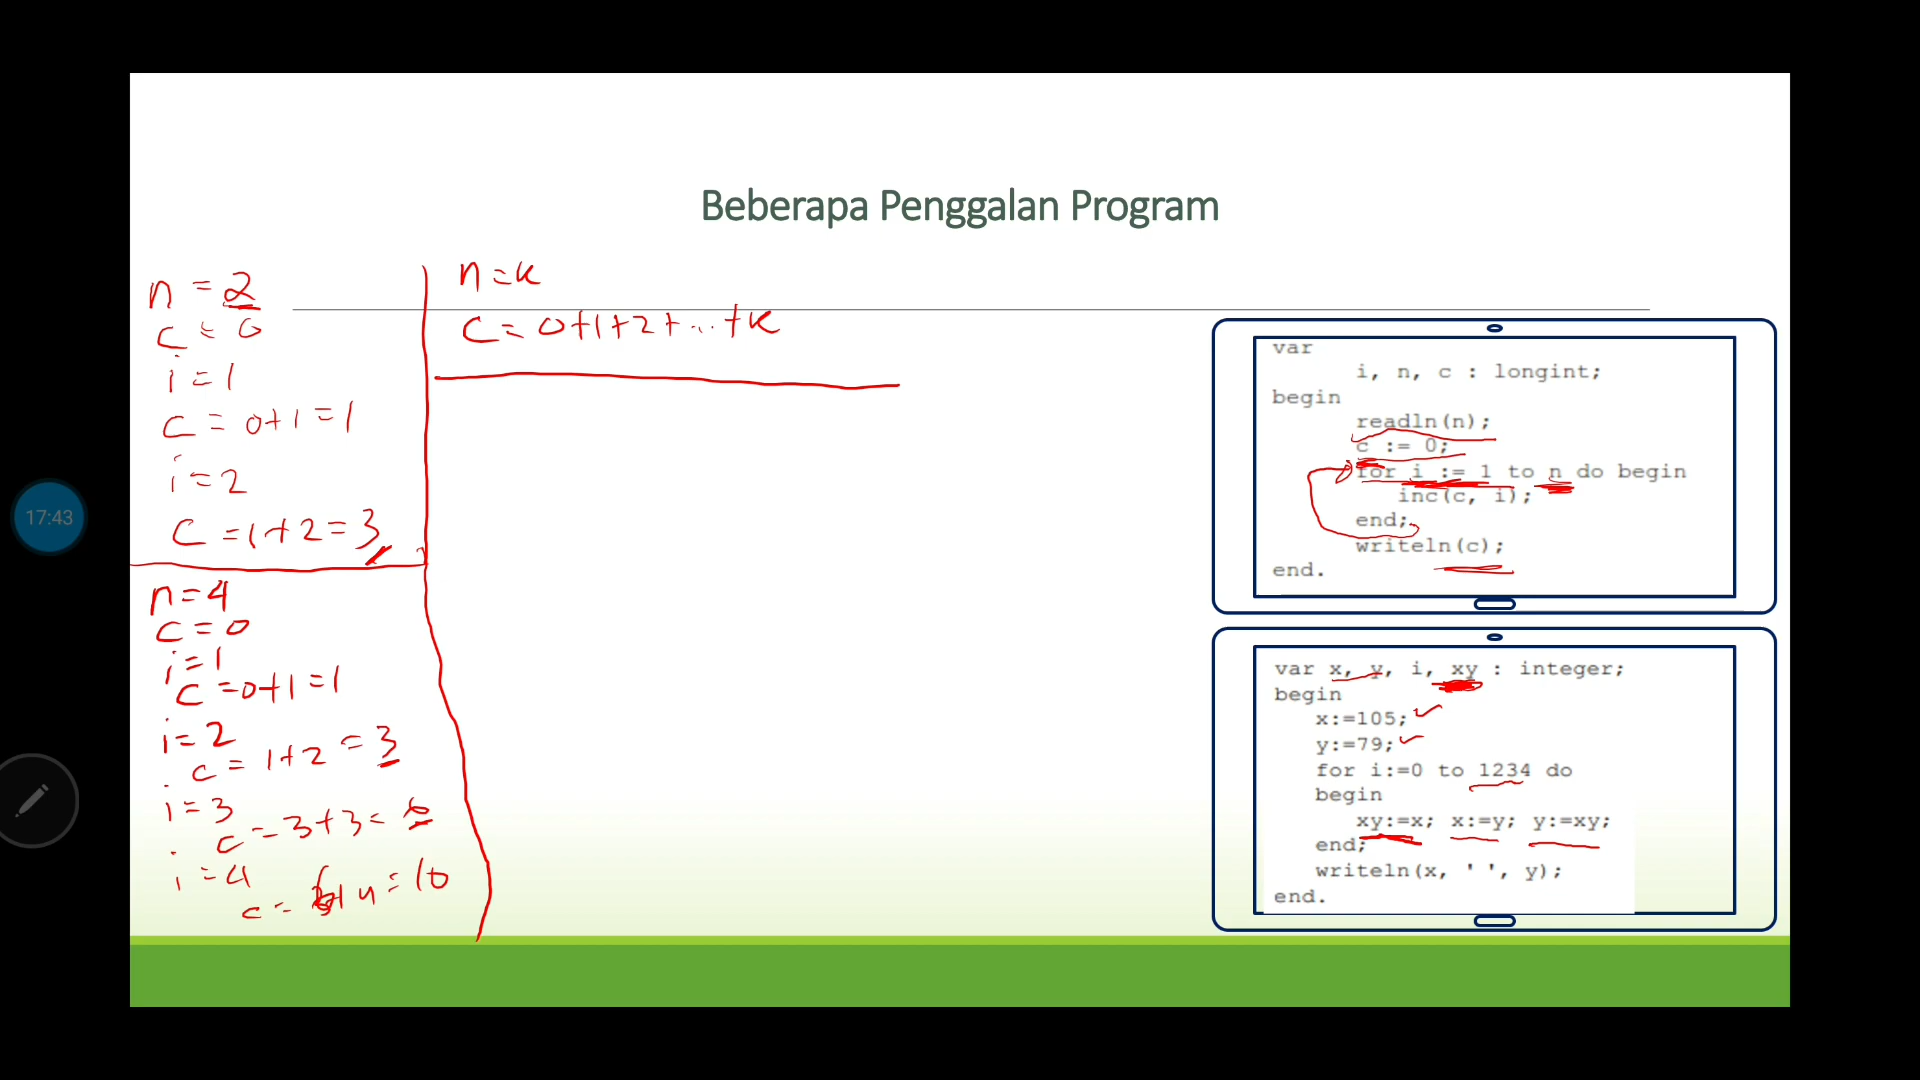 Beberapa Penggalan Program
n = 2
c = 0
i = 1
c = 0+1 = 1
i = 2
c = 1+2 = 3
n = 4
c = 0
i = 1
c = 0+1 = 1
i = 2
c = 1+2 = 3
i = 3
c = 3+3 = 6
i = 4
c = 6+4 = 10
n = k
c = 0+1+2+...+k
var
i, n, c : longint;
begin
readln(n);
c := 0;
for i := 1 to n do begin
inc(c, i);
end;
writeln(c);
end.
var x, y, i, xy : integer;
begin
x:=105;
y:=79;
for i:=0 to 1234 do
begin
xy:=x; x:=y; y:=xy;
end;
writeln(x, ' ', y);
end.
17:43